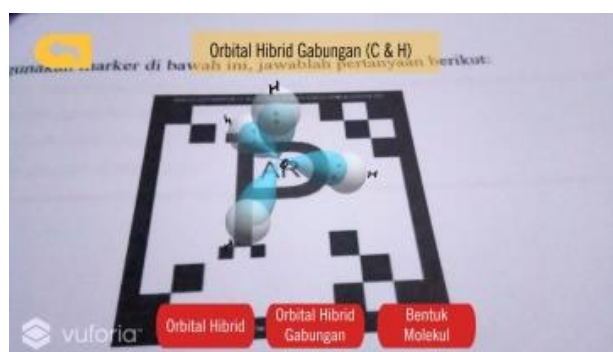 Orbital Hibrid Gabungan (C & H)
gunakan marker di bawah ini, jawablah pertanyaan berikut:
H
H
C
H
AR
Orbital Hibrid
Orbital Hibrid
Gabungan
Bentuk
Molekul
vuforia